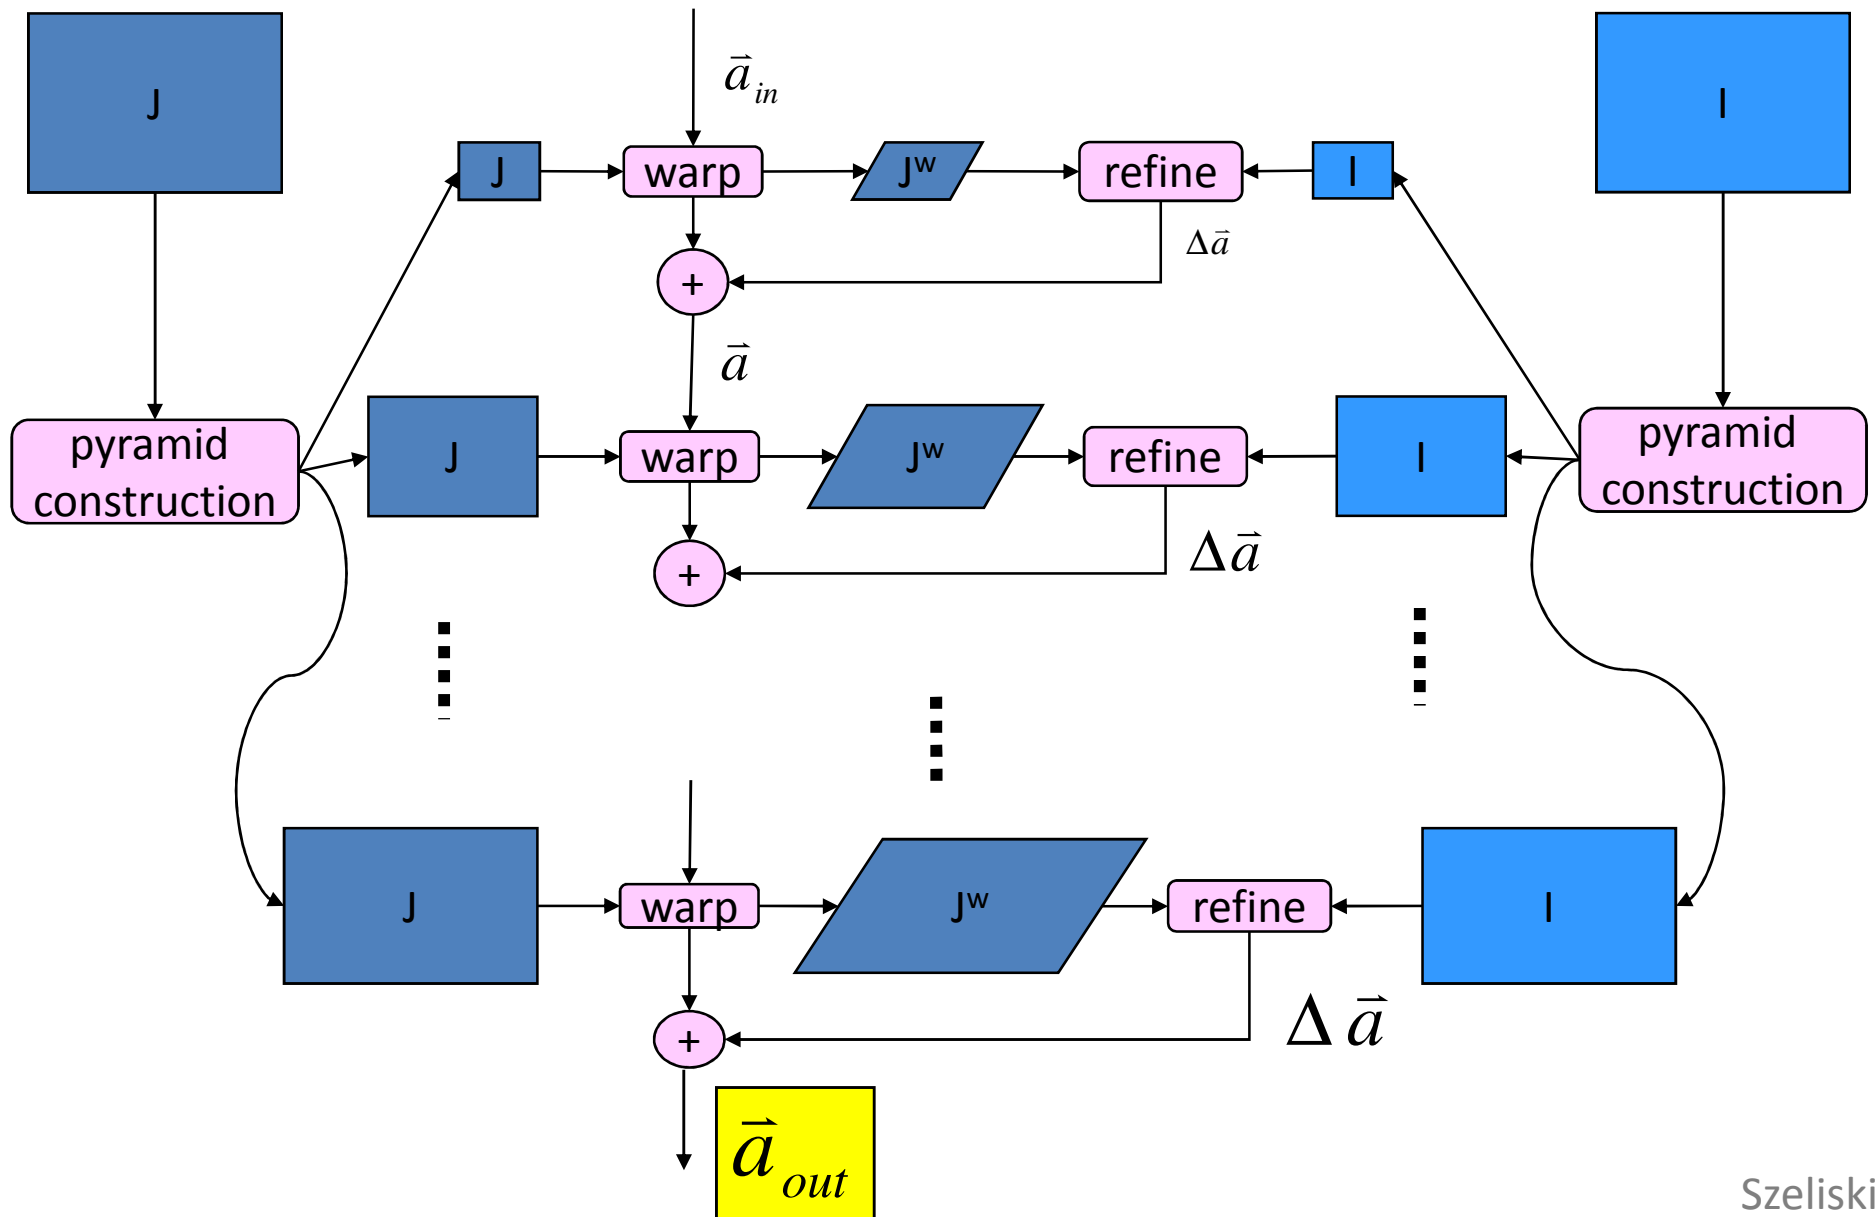 J
I
a⃗ in
J
warp
Jʷ
refine
I
Δa⃗
+
a⃗
pyramid
construction
J
warp
Jʷ
refine
I
pyramid
construction
Δa⃗
+
J
warp
Jʷ
refine
I
Δ a⃗
+
a⃗ out
Szeliski